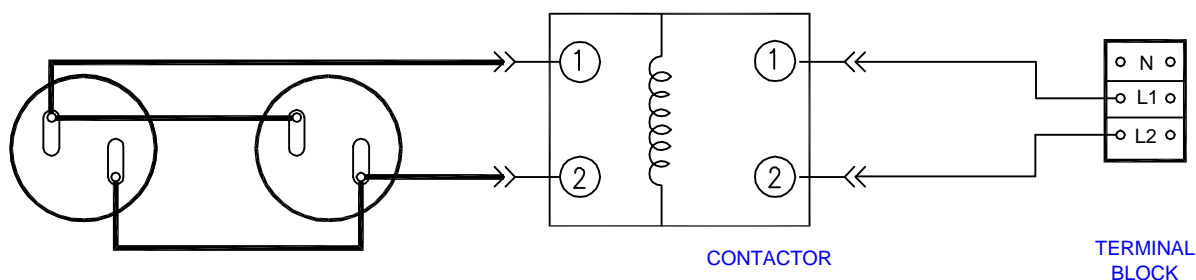 1
1
N
L1
2
2
L2
CONTACTOR
TERMINAL
BLOCK